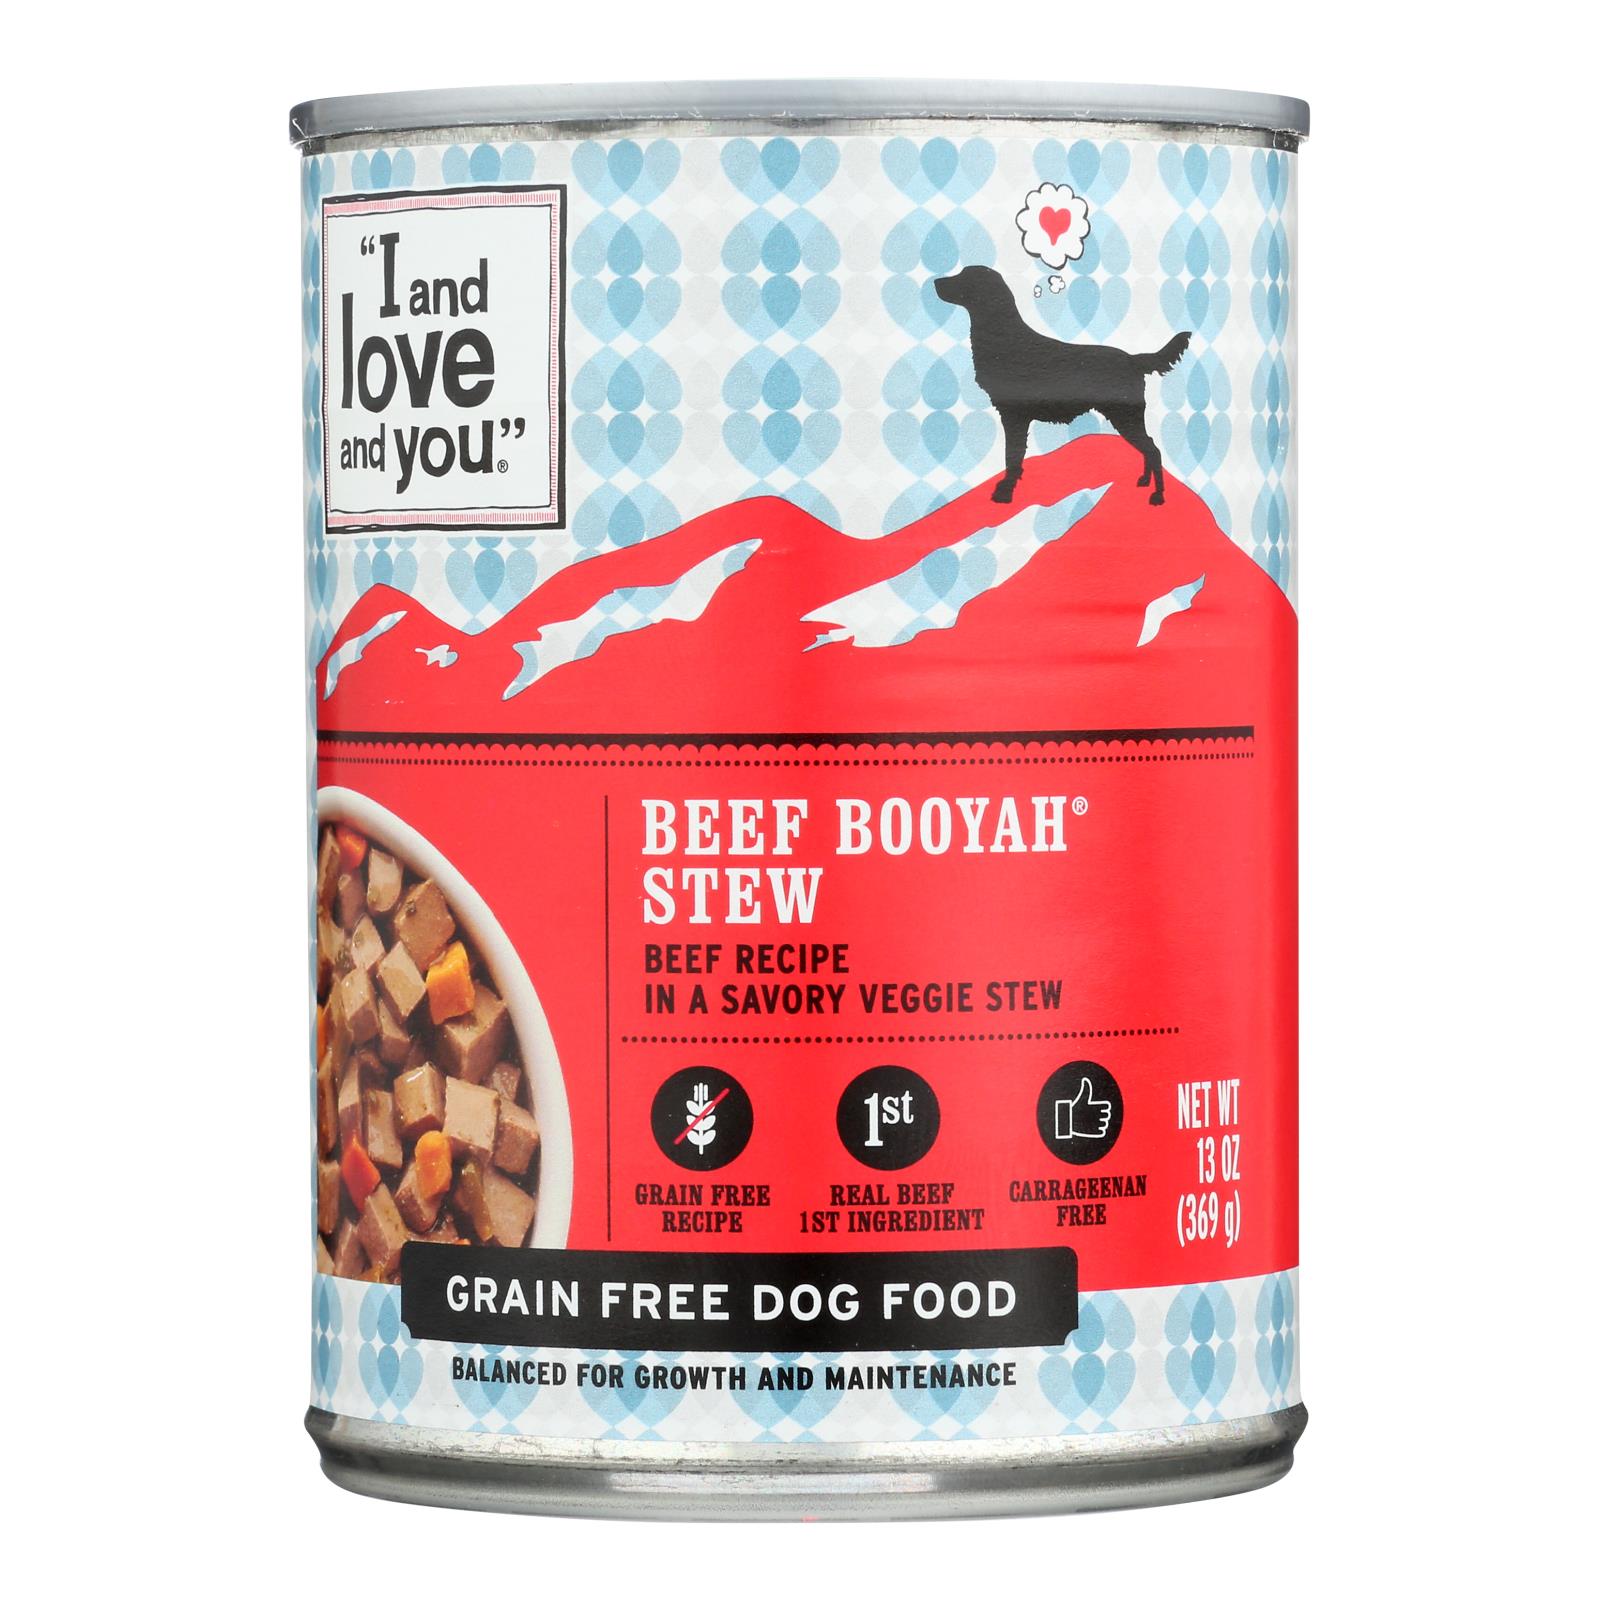 “I and
love
and you.”®
BEEF BOOYAH®
STEW
BEEF RECIPE
IN A SAVORY VEGGIE STEW
GRAIN FREE
RECIPE
1st
REAL BEEF
1ST INGREDIENT
CARRAGEENAN
FREE
NET WT
13 OZ
(369 g)
GRAIN FREE DOG FOOD
BALANCED FOR GROWTH AND MAINTENANCE